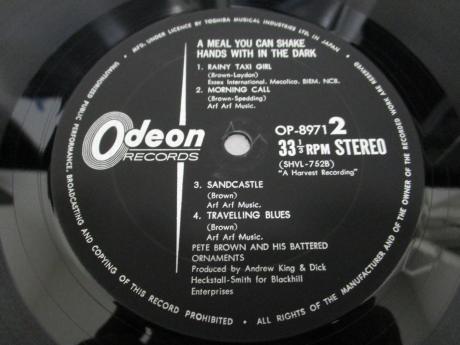 MFD. UNDER LICENCE BY TOSHIBA MUSICAL INDUSTRIES LTD. IN JAPAN • ALL RIGHTS OF THE MANUFACTURER AND OF THE OWNER OF THE RECORDED WORK ARE RESERVED • UNAUTHORISED PUBLIC PERFORMANCE, BROADCASTING AND COPYING OF THIS RECORD PROHIBITED •
A MEAL YOU CAN SHAKE
HANDS WITH IN THE DARK
1. RAINY TAXI GIRL
(Brown-Laydon)
Essex Internation. Mecolico. BIEM. NCB.
2. MORNING CALL
(Brown-Spedding)
Arf Arf Music.
Odeon
RECORDS
OP-8971 2
33 1/3 RPM STEREO
(SHVL-752B)
"A Harvest Recording"
3. SANDCASTLE
(Brown)
Arf Arf Music.
4. TRAVELLING BLUES
(Brown)
Arf Arf Music.
PETE BROWN AND HIS BATTERED
ORNAMENTS
Produced by Andrew King & Dick
Heckstall-Smith for Blackhill
Enterprises